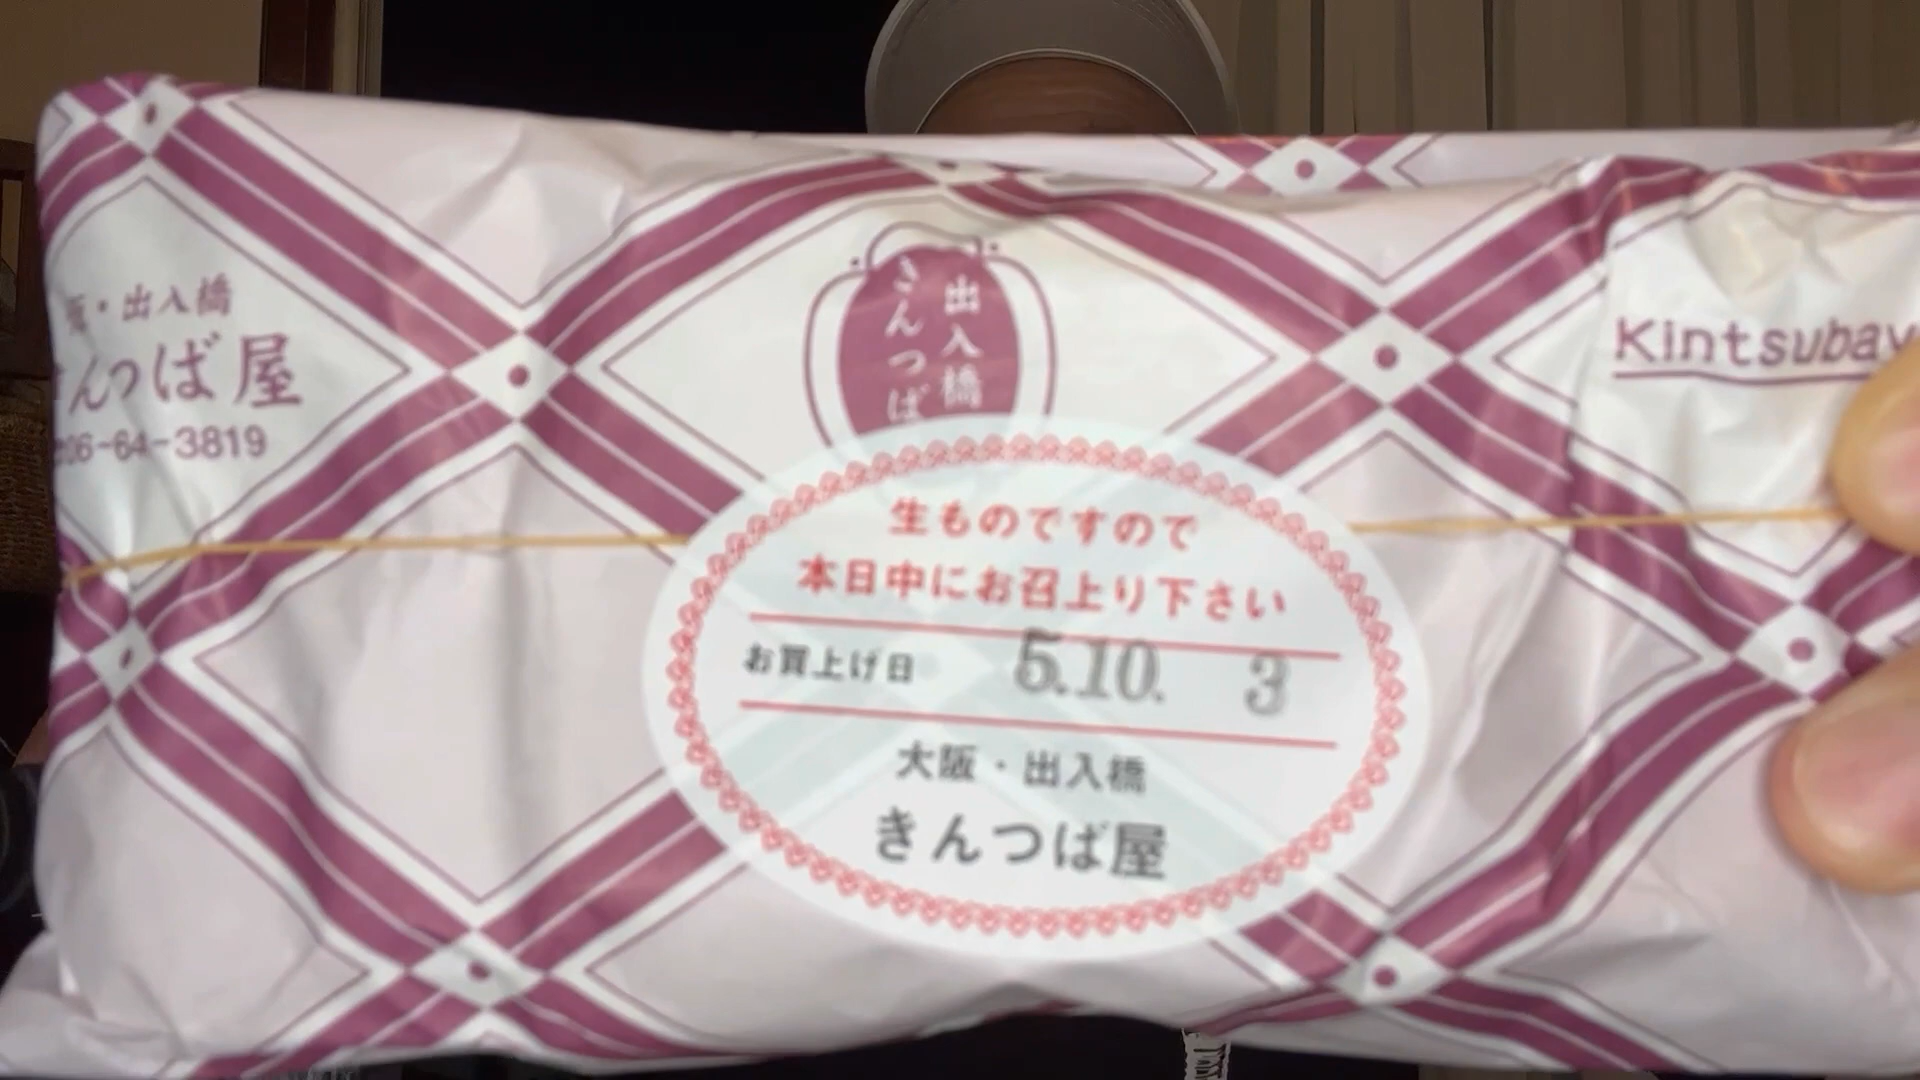 ・出入橋
きんつば屋
06-64-3819
出入橋
きんつば
Kintsubay
生ものですので
本日中にお召上り下さい
お買上げ日 5.10. 3
大阪・出入橋
きんつば屋